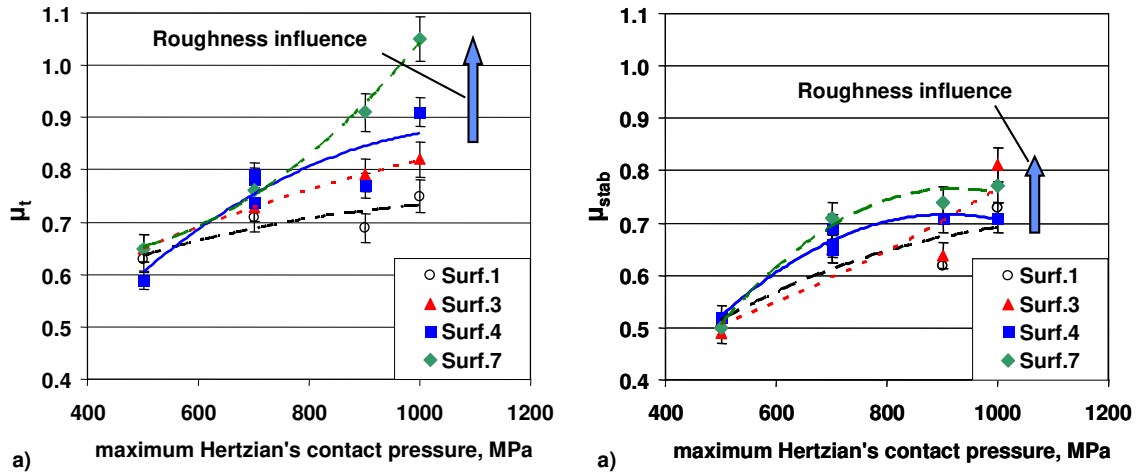 1.1
1.0
0.9
0.8
0.7
0.6
0.5
0.4
μt
Roughness influence
Surf.1
Surf.3
Surf.4
Surf.7
400 600 800 1000 1200
maximum Hertzian's contact pressure, MPa
a)
1.1
1.0
0.9
0.8
0.7
0.6
0.5
0.4
μstab
Roughness influence
Surf.1
Surf.3
Surf.4
Surf.7
400 600 800 1000 1200
maximum Hertzian's contact pressure, MPa
a)